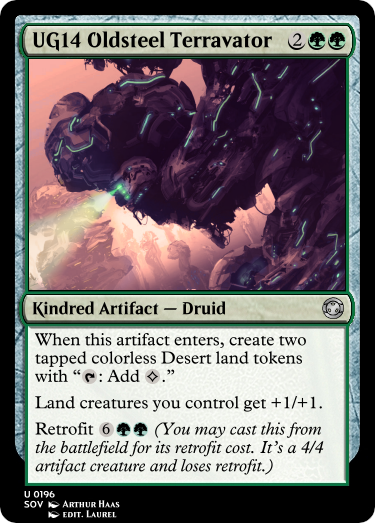 UG14 Oldsteel Terravator 2
Kindred Artifact — Druid
When this artifact enters, create two
tapped colorless Desert land tokens
with “: Add .”
Land creatures you control get +1/+1.
Retrofit 6 (You may cast this from
the battlefield for its retrofit cost. It’s a 4/4
artifact creature and loses retrofit.)
U 0196
SOV Arthur Haas
edit. Laurel